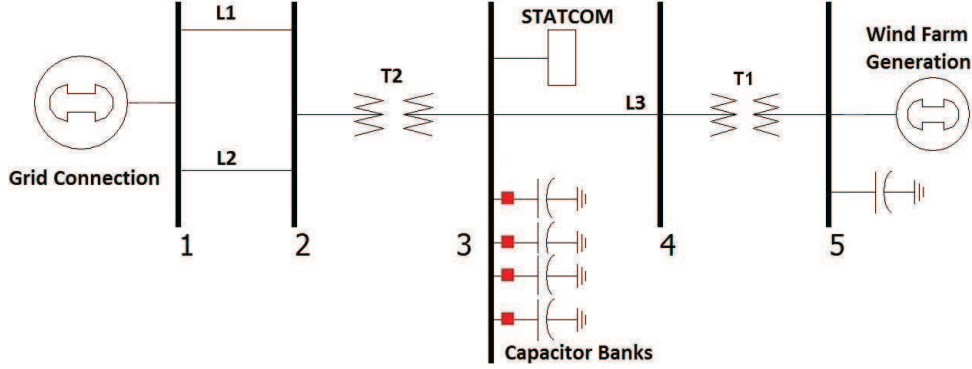 L1
STATCOM
Wind Farm
Generation
T2
T1
L3
L2
Grid Connection
1
2
3
4
5
Capacitor Banks